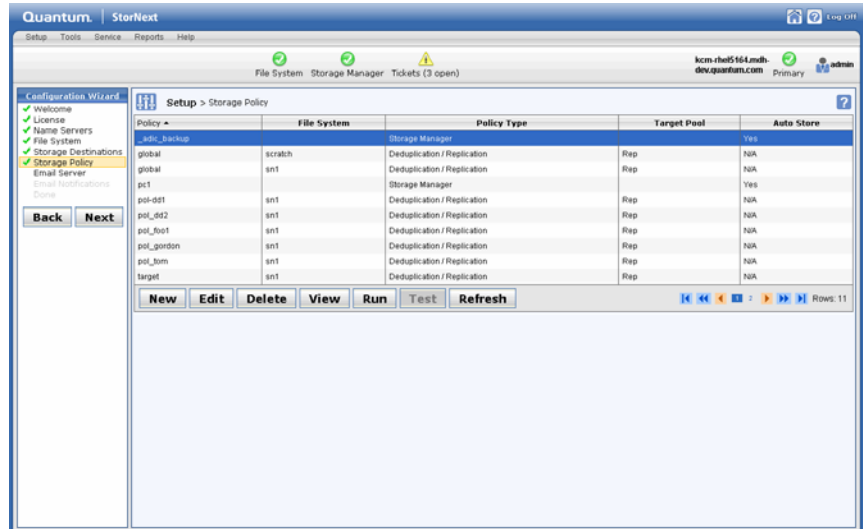 Quantum. StorNext Log Off
Setup Tools Service Reports Help
File System Storage Manager Tickets (3 open)
kcm-rhel5164.mdh-
dev.quantum.com Primary admin
Configuration Wizard
Welcome
License
Name Servers
File System
Storage Destinations
Storage Policy
Email Server
Email Notifications
Done
Back Next
Setup > Storage Policy ?
Policy File System Policy Type Target Pool Auto Store
_adic_backup Storage Manager Yes
global scratch Deduplication / Replication Rep N/A
global sn1 Deduplication / Replication Rep N/A
pc1 Storage Manager Yes
pol-dd1 sn1 Deduplication / Replication Rep N/A
pol_dd2 sn1 Deduplication / Replication Rep N/A
pol_foo1 sn1 Deduplication / Replication Rep N/A
pol_gordon sn1 Deduplication / Replication Rep N/A
pol_tom sn1 Deduplication / Replication Rep N/A
target sn1 Deduplication / Replication Rep N/A
New Edit Delete View Run Test Refresh 1 2 Rows: 11